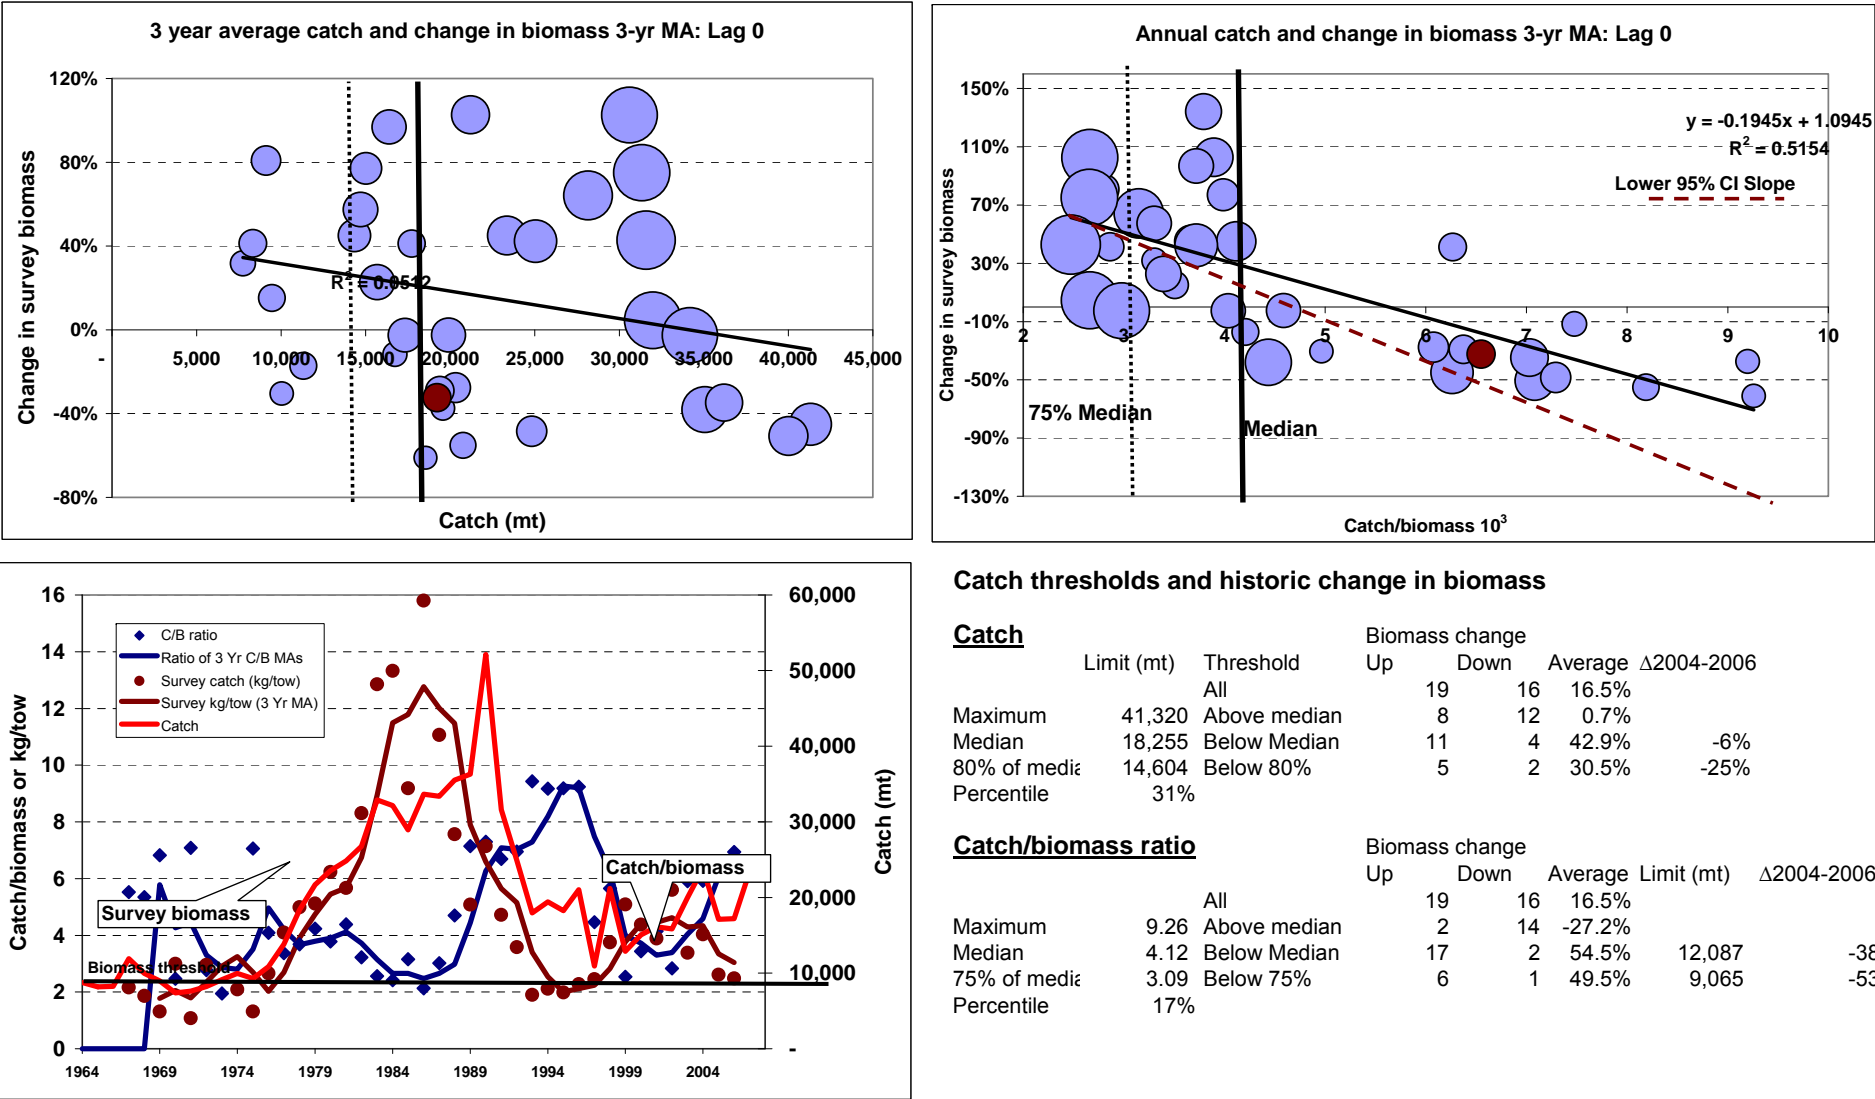 3 year average catch and change in biomass 3-yr MA: Lag 0
120%
80%
40%
0%
-40%
-80%
Change in survey biomass
R² = 0.0512
- 5,000 10,000 15,000 20,000 25,000 30,000 35,000 40,000 45,000
Catch (mt)
Annual catch and change in biomass 3-yr MA: Lag 0
150%
110%
70%
30%
-10%
-50%
-90%
-130%
Change in survey biomass
y = -0.1945x + 1.0945
R² = 0.5154
Lower 95% CI Slope
2 3 4 5 6 7 8 9 10
75% Median
Median
Catch/biomass 10³
16
14
12
10
8
6
4
2
0
Catch/biomass or kg/tow
60,000
50,000
40,000
30,000
20,000
10,000
-
Catch (mt)
C/B ratio
Ratio of 3 Yr C/B MAs
Survey catch (kg/tow)
Survey kg/tow (3 Yr MA)
Catch
Survey biomass
Catch/biomass
Biomass threshold
1964 1969 1974 1979 1984 1989 1994 1999 2004
Catch thresholds and historic change in biomass
Catch Biomass change
Limit (mt) Threshold Up Down Average Δ2004-2006
All 19 16 16.5%
Maximum 41,320 Above median 8 12 0.7%
Median 18,255 Below Median 11 4 42.9% -6%
80% of media 14,604 Below 80% 5 2 30.5% -25%
Percentile 31%
Catch/biomass ratio Biomass change
Up Down Average Limit (mt) Δ2004-2006
All 19 16 16.5%
Maximum 9.26 Above median 2 14 -27.2%
Median 4.12 Below Median 17 2 54.5% 12,087 -38
75% of media 3.09 Below 75% 6 1 49.5% 9,065 -53
Percentile 17%